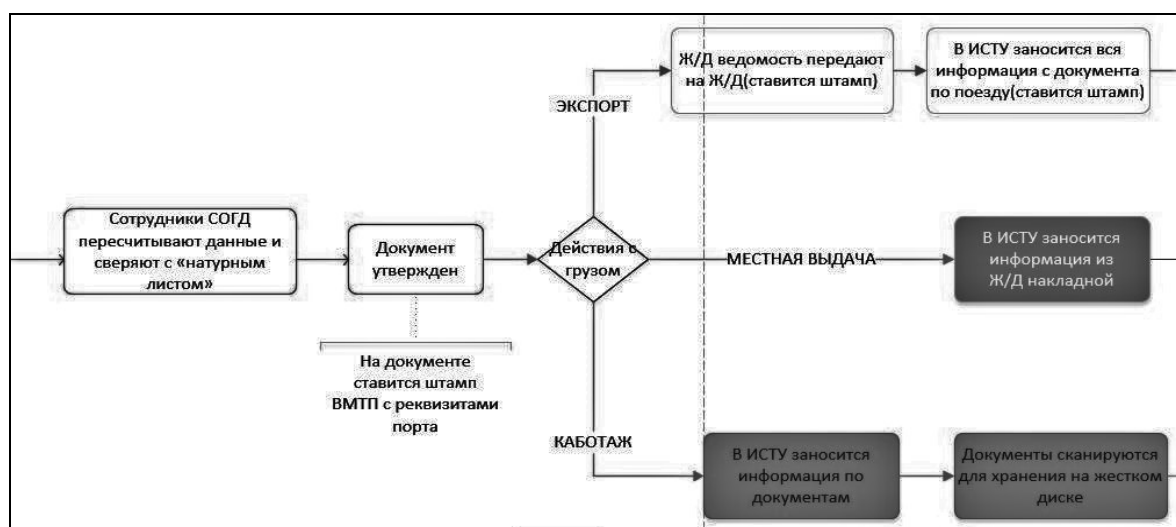 Ж/Д ведомость передают
на Ж/Д(ставится штамп)
В ИСТУ заносится вся
информация с документа
по поезду(ставится штамп)
ЭКСПОРТ
Сотрудники СОГД
пересчитывают данные и
сверяют с «натурным
листом»
Документ
утвержден
Действия с
грузом
МЕСТНАЯ ВЫДАЧА
В ИСТУ заносится
информация из
Ж/Д накладной
На документе
ставится штамп
ВМТП с реквизитами
порта
КАБОТАЖ
В ИСТУ заносится
информация по
документам
Документы сканируются
для хранения на жестком
диске